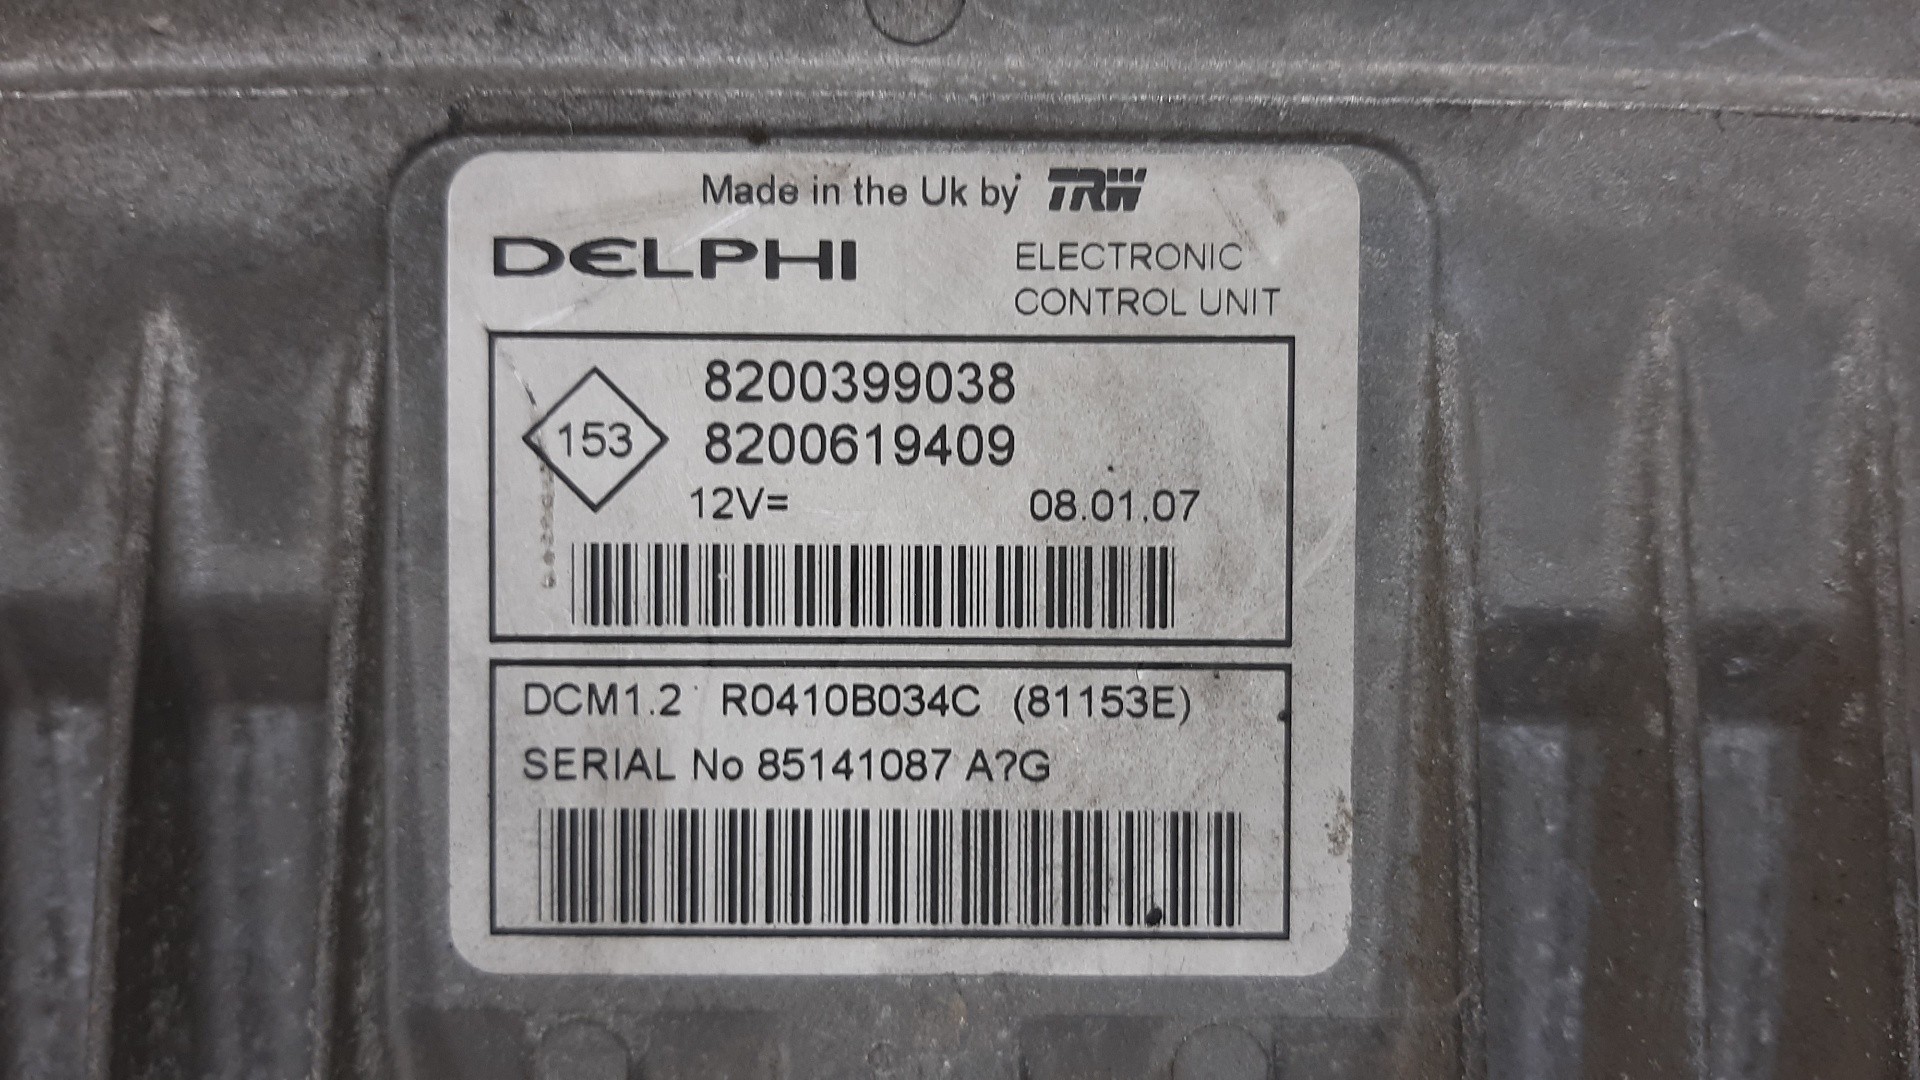 Made in the Uk by TRW
DELPHI
ELECTRONIC
CONTROL UNIT
153
8200399038
8200619409
12V=
08.01.07
DCM1.2 R0410B034C (81153E)
SERIAL No 85141087 A?G